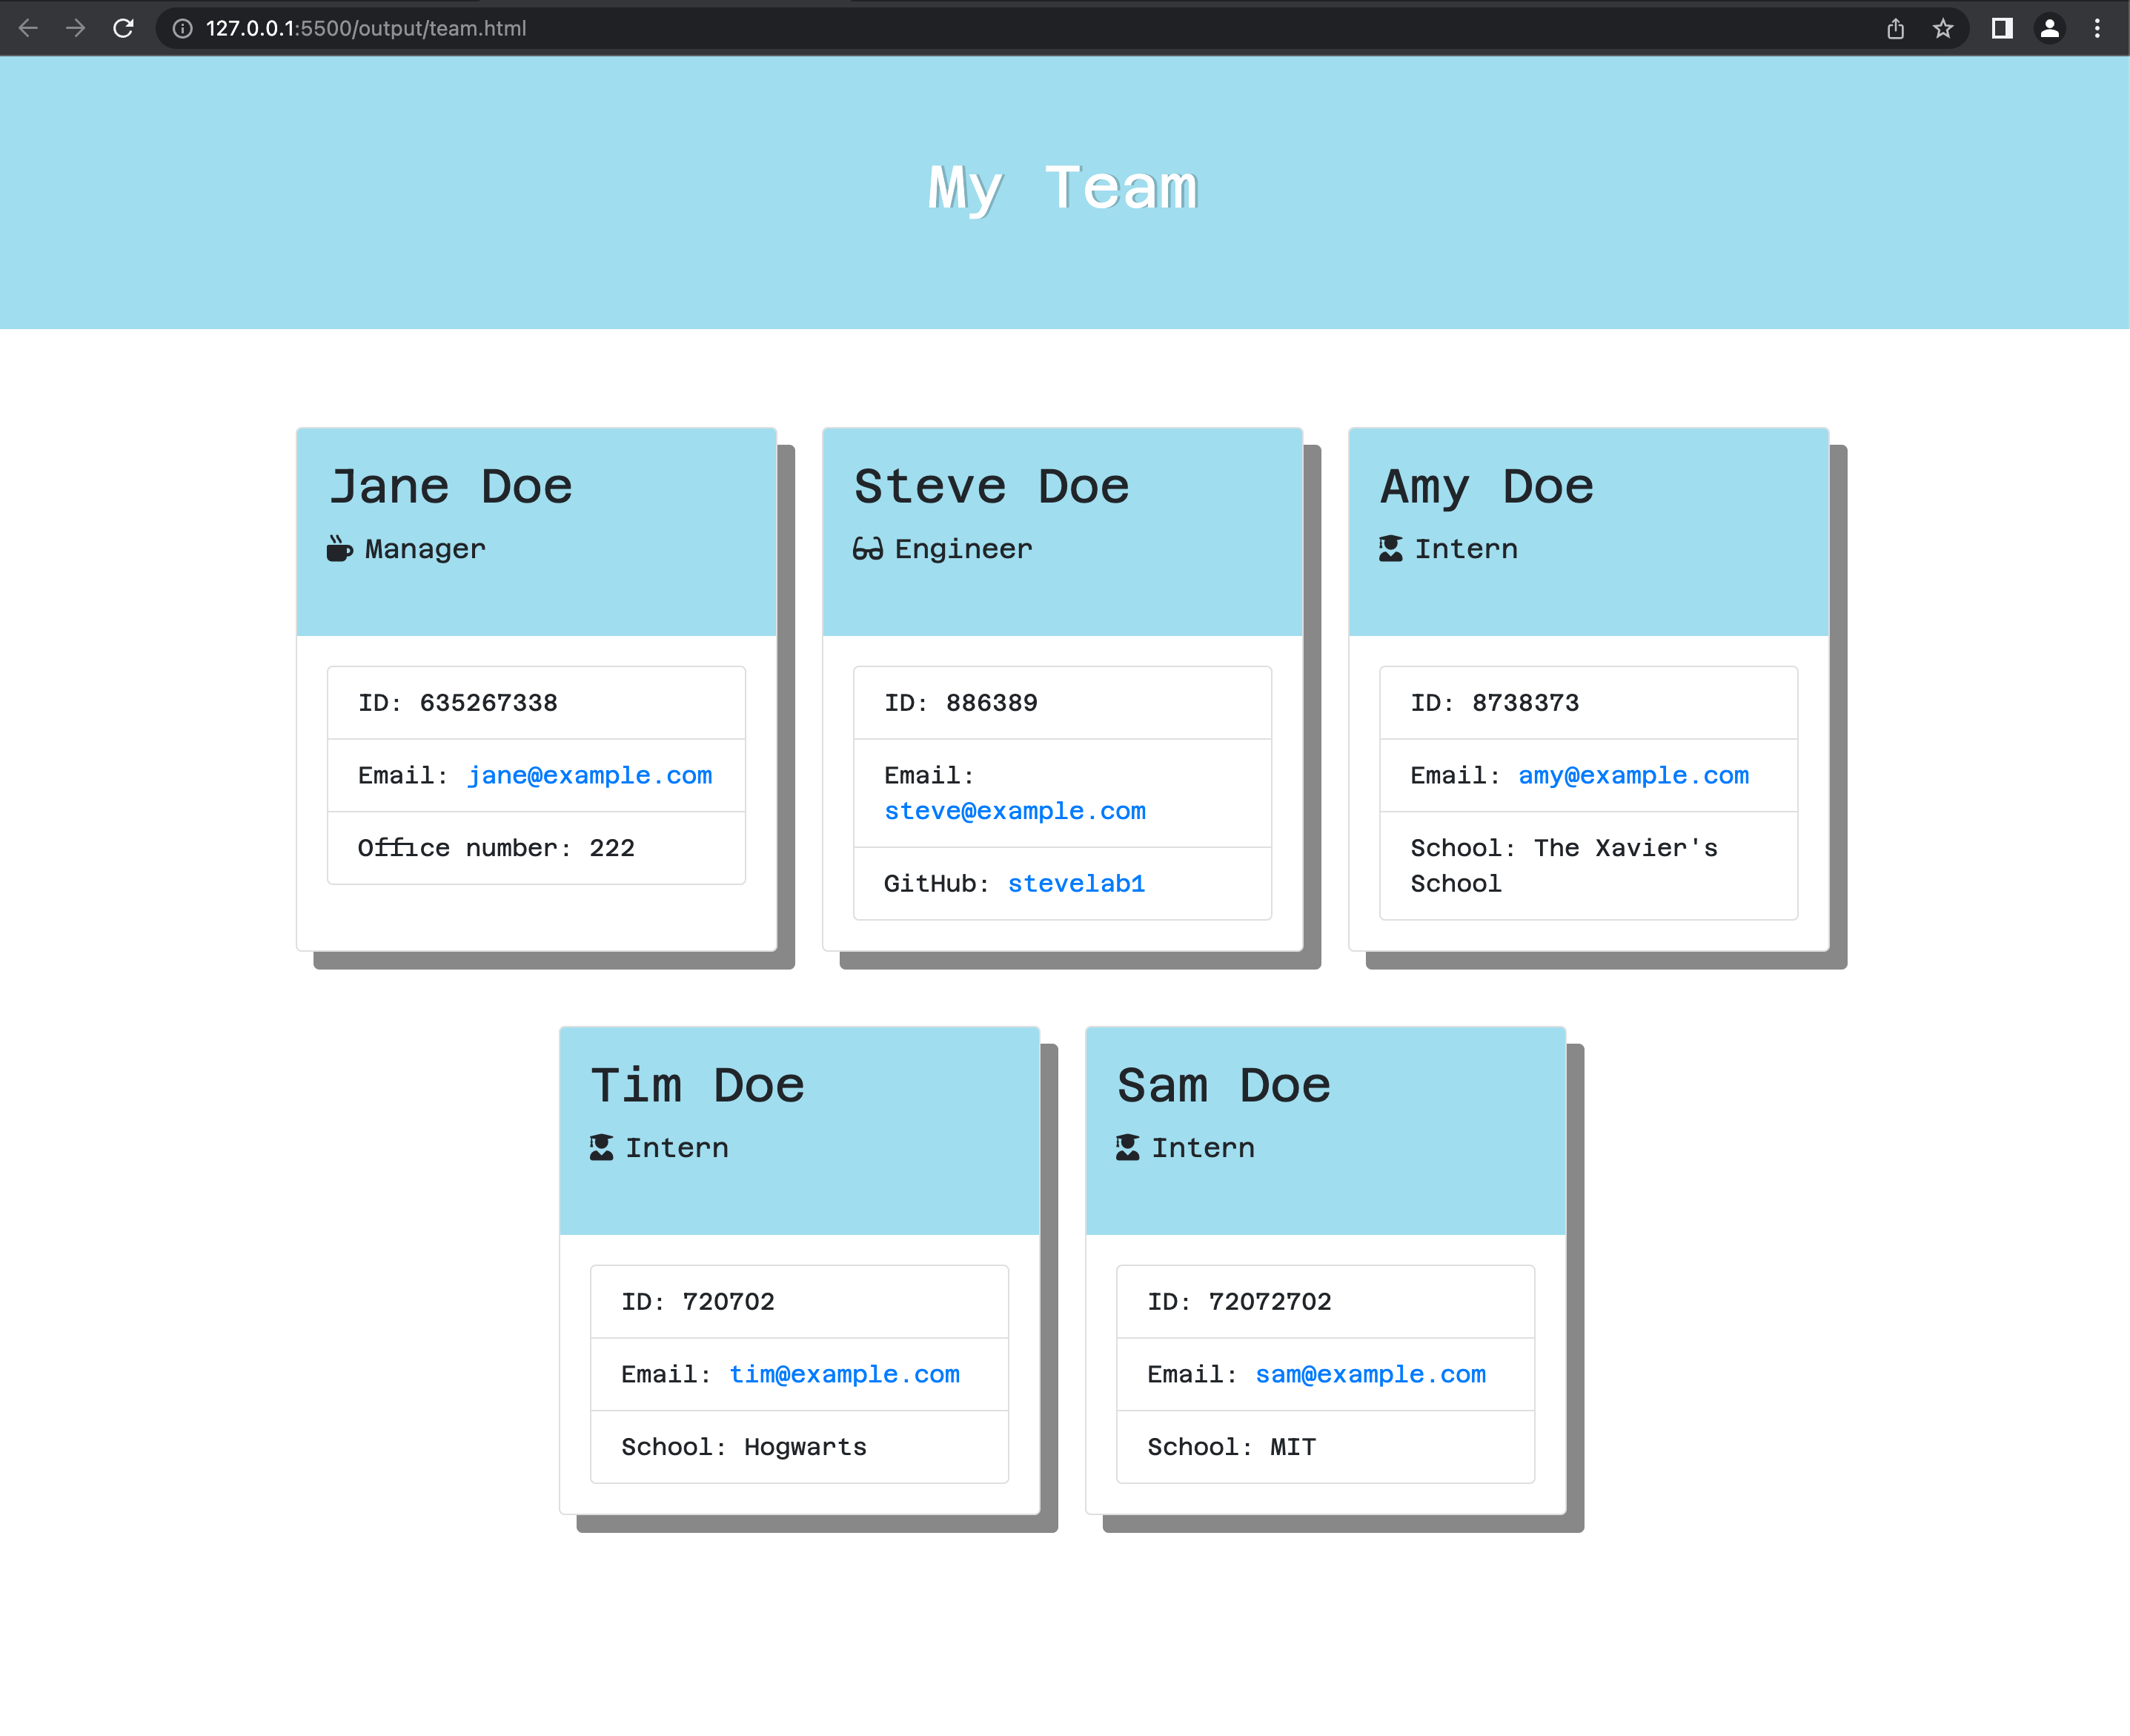 127.0.0.1:5500/output/team.html
My Team
Jane Doe
Manager
ID: 635267338
Email: jane@example.com
Office number: 222
Steve Doe
Engineer
ID: 886389
Email:
steve@example.com
GitHub: stevelab1
Amy Doe
Intern
ID: 8738373
Email: amy@example.com
School: The Xavier's
School
Tim Doe
Intern
ID: 720702
Email: tim@example.com
School: Hogwarts
Sam Doe
Intern
ID: 72072702
Email: sam@example.com
School: MIT